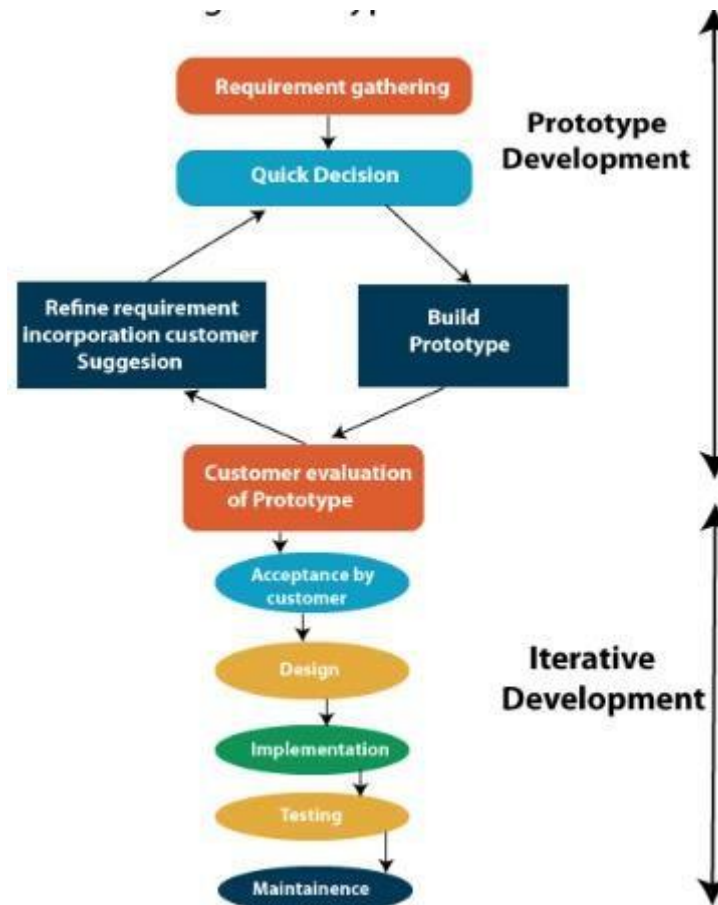 Requirement gathering
Prototype
Development
Quick Decision
Refine requirement
incorporation customer
Suggesion
Build
Prototype
Customer evaluation
of Prototype
Acceptance by
customer
Design
Iterative
Development
Implementation
Testing
Maintainence